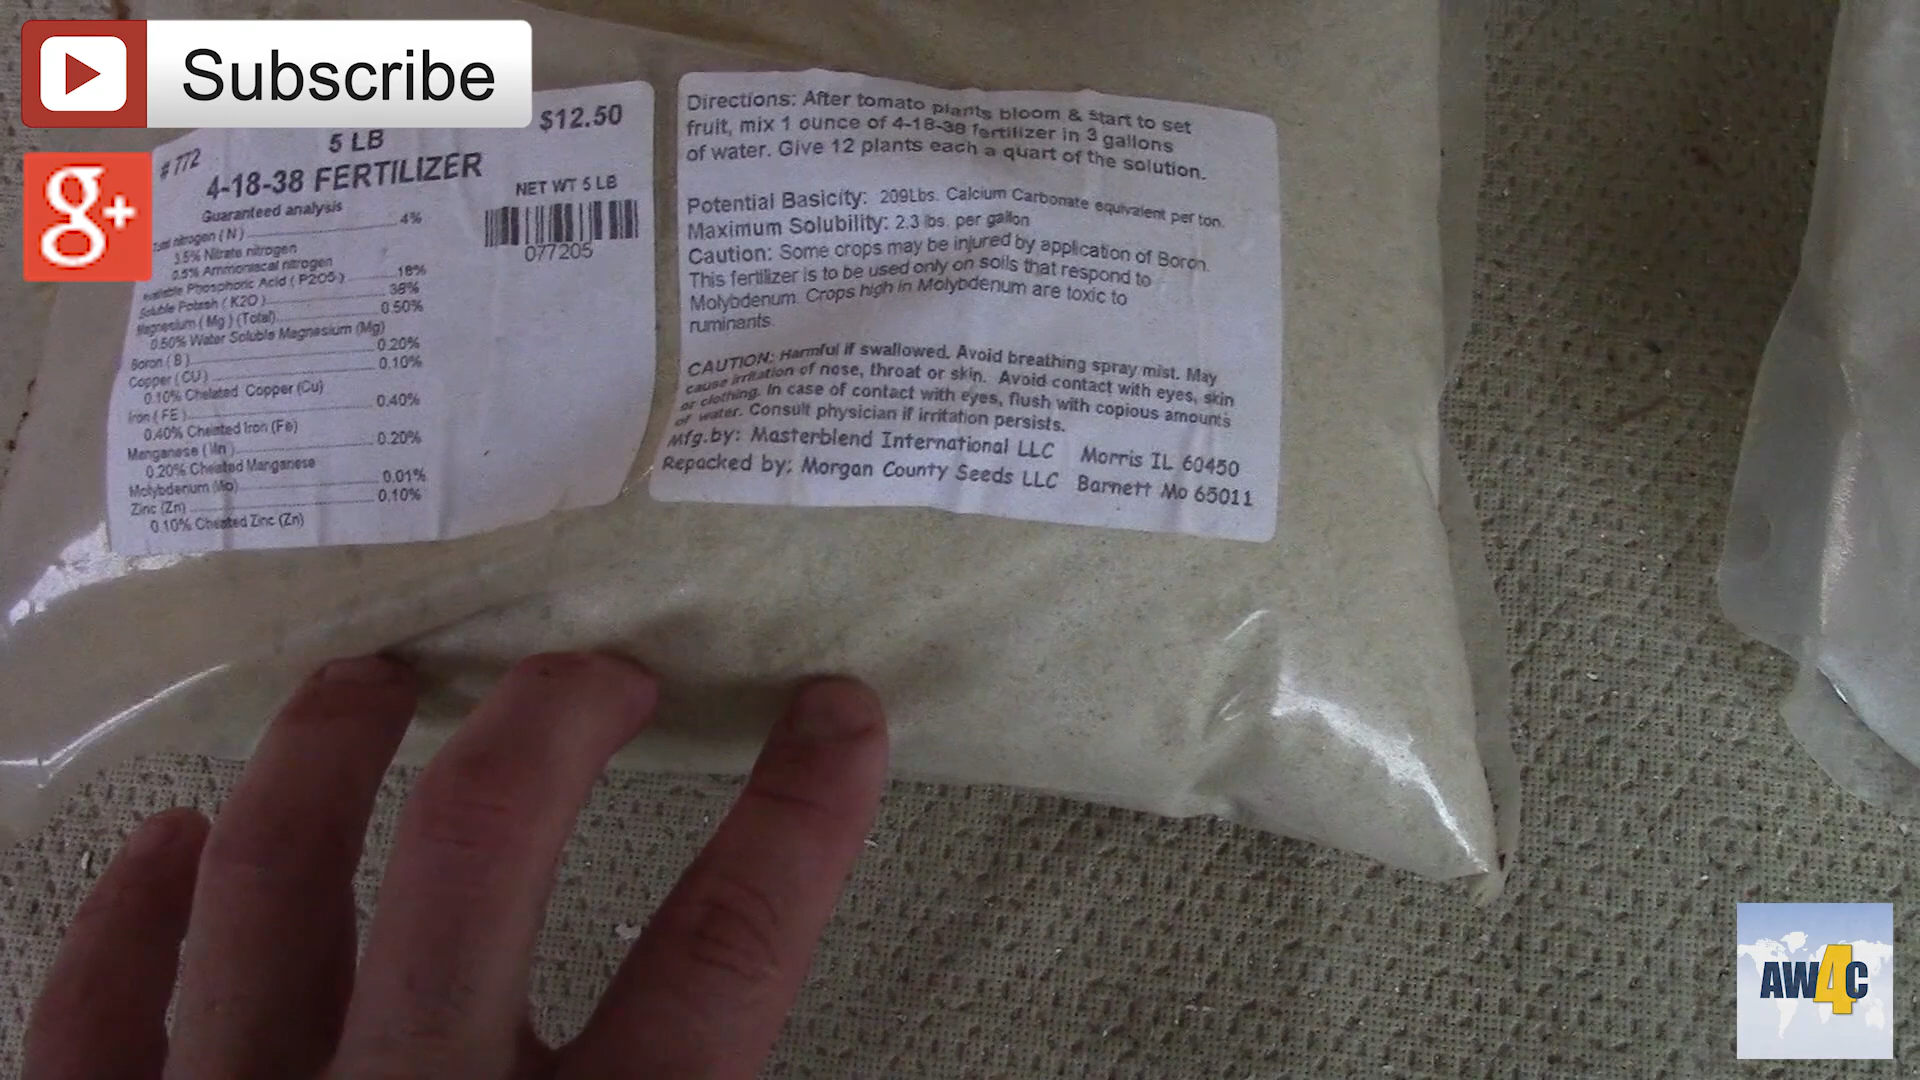 Subscribe
g+
#772
5 LB
$12.50
4-18-38 FERTILIZER
NET WT 5 LB
077205
Guaranteed analysis
Total nitrogen ( N ) 4%
3.5% Nitrate nitrogen
0.5% Ammoniacal nitrogen
Available Phosphoric Acid ( P2O5 ) 18%
Soluble Potash ( K2O ) 38%
Magnesium ( Mg ) (Total) 0.50%
0.50% Water Soluble Magnesium (Mg)
Boron ( B ) 0.20%
Copper ( CU ) 0.10%
0.10% Chelated Copper (Cu)
Iron ( FE ) 0.40%
0.40% Chelated Iron (Fe)
Manganese ( Mn ) 0.20%
0.20% Chelated Manganese
Molybdenum (Mo) 0.01%
Zinc (Zn) 0.10%
0.10% Chelated Zinc (Zn)
Directions: After tomato plants bloom & start to set
fruit, mix 1 ounce of 4-18-38 fertilizer in 3 gallons
of water. Give 12 plants each a quart of the solution.
Potential Basicity: 209Lbs. Calcium Carbonate equivalent per ton.
Maximum Solubility: 2.3 lbs. per gallon
Caution: Some crops may be injured by application of Boron.
This fertilizer is to be used only on soils that respond to
Molybdenum. Crops high in Molybdenum are toxic to
ruminants.
CAUTION: Harmful if swallowed. Avoid breathing spray mist. May
cause irritation of nose, throat or skin. Avoid contact with eyes, skin
or clothing. In case of contact with eyes, flush with copious amounts
of water. Consult physician if irritation persists.
Mfg.by: Masterblend International LLC Morris IL 60450
Repacked by: Morgan County Seeds LLC Barnett Mo 65011
AW4C